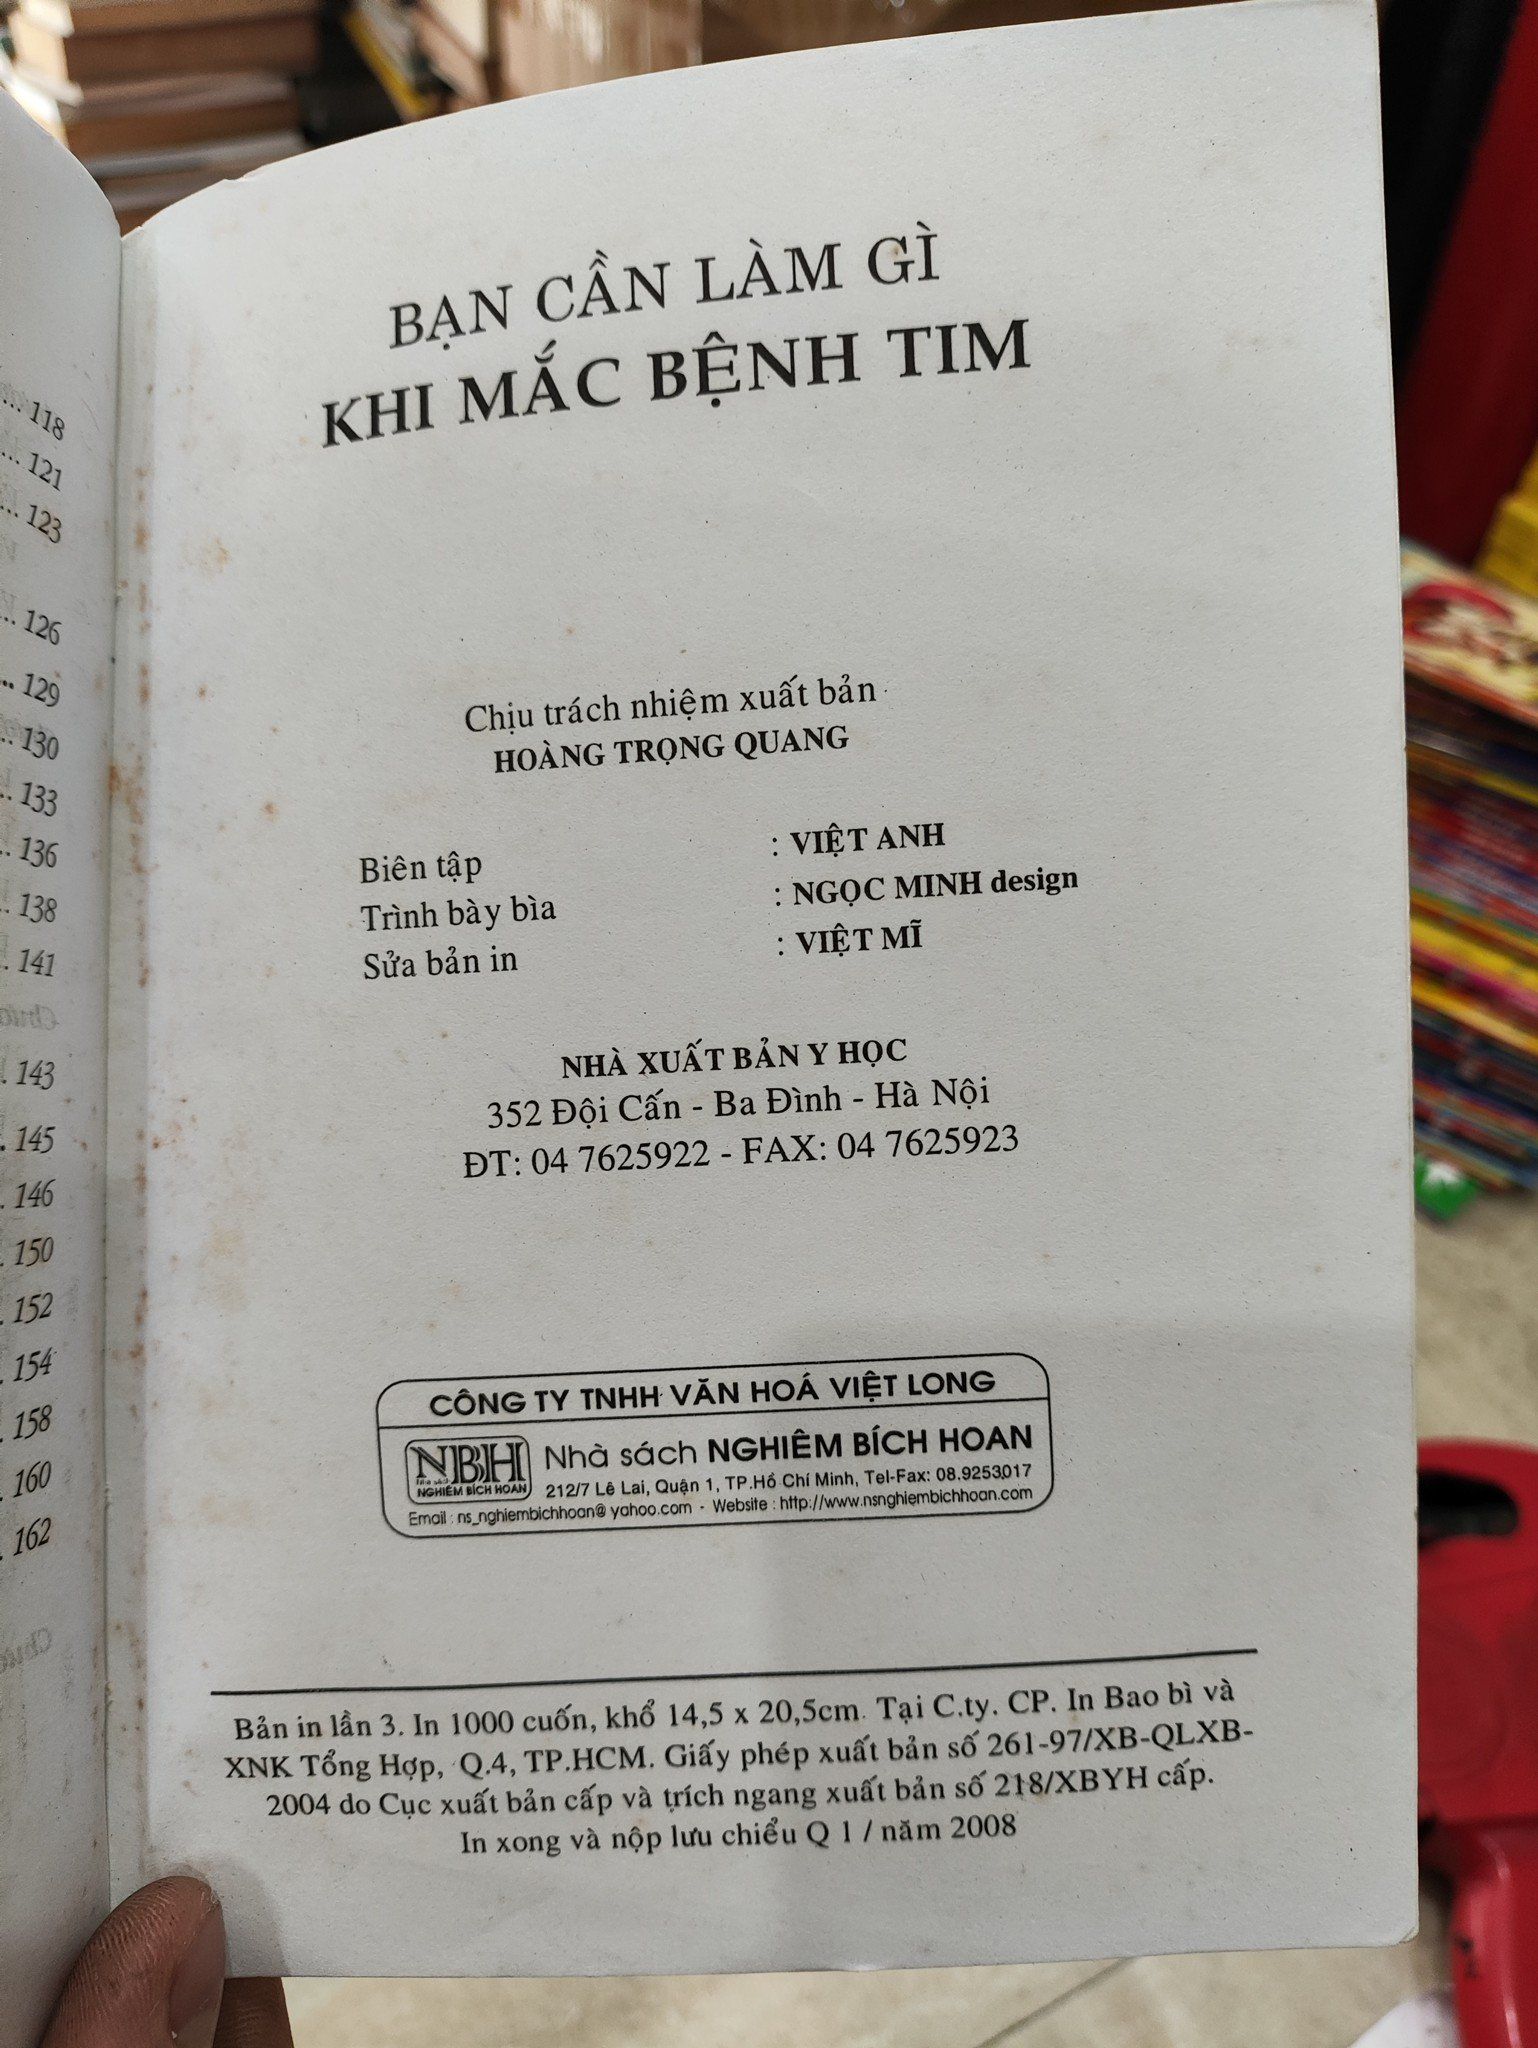 ... 118
... 121
... 123
... 126
... 129
.. 130
.. 133
.. 136
.. 138
.. 141
. 143
. 145
. 146
. 150
. 152
. 154
. 158
. 160
. 162
BẠN CẦN LÀM GÌ
KHI MẮC BỆNH TIM
Chịu trách nhiệm xuất bản
HOÀNG TRỌNG QUANG
Biên tập : VIỆT ANH
Trình bày bìa : NGỌC MINH design
Sửa bản in : VIỆT MĨ
NHÀ XUẤT BẢN Y HỌC
352 Đội Cấn - Ba Đình - Hà Nội
ĐT: 04 7625922 - FAX: 04 7625923
CÔNG TY TNHH VĂN HOÁ VIỆT LONG
NBH
Nhà sách
NGHIÊM BÍCH HOAN
Nhà sách NGHIÊM BÍCH HOAN
212/7 Lê Lai, Quận 1, TP.Hồ Chí Minh, Tel-Fax: 08.9253017
Email : ns_nghiembichhoan@ yahoo.com - Website : http://www.nsnghiembichhoan.com
Bản in lần 3. In 1000 cuốn, khổ 14,5 x 20,5cm. Tại C.ty. CP. In Bao bì và
XNK Tổng Hợp, Q.4, TP.HCM. Giấy phép xuất bản số 261-97/XB-QLXB-
2004 do Cục xuất bản cấp và trích ngang xuất bản số 218/XBYH cấp.
In xong và nộp lưu chiểu Q 1 / năm 2008